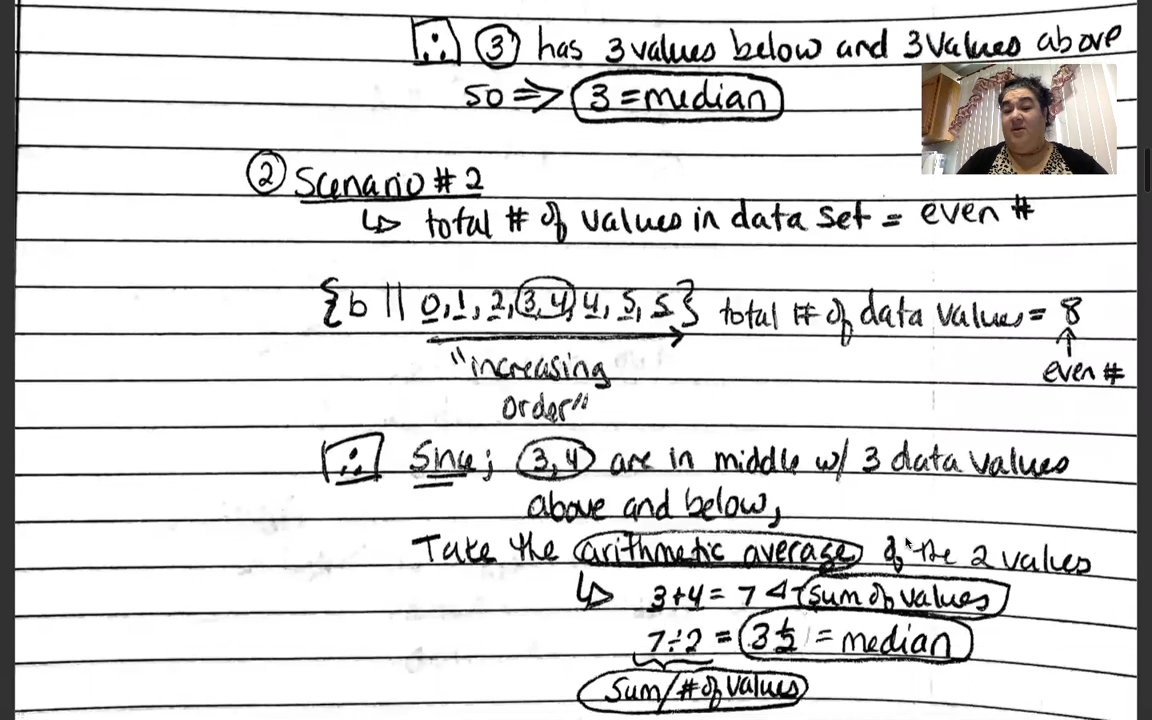 ∴ 3 has 3 values below and 3 values above
so ⇒ 3 = median
② Scenario # 2
↳ total # of values in data set = even #
{b || 0, 1, 2, 3, 4, 4, 5, 5} total # of data values = 8
↑
"increasing even #
order"
∴ Since; 3, 4 are in middle w/ 3 data values
above and below,
Take the arithmetic average of the 2 values
↳ 3+4 = 7 ← sum of values
7÷2 = 3 ½ = median
sum/# of values